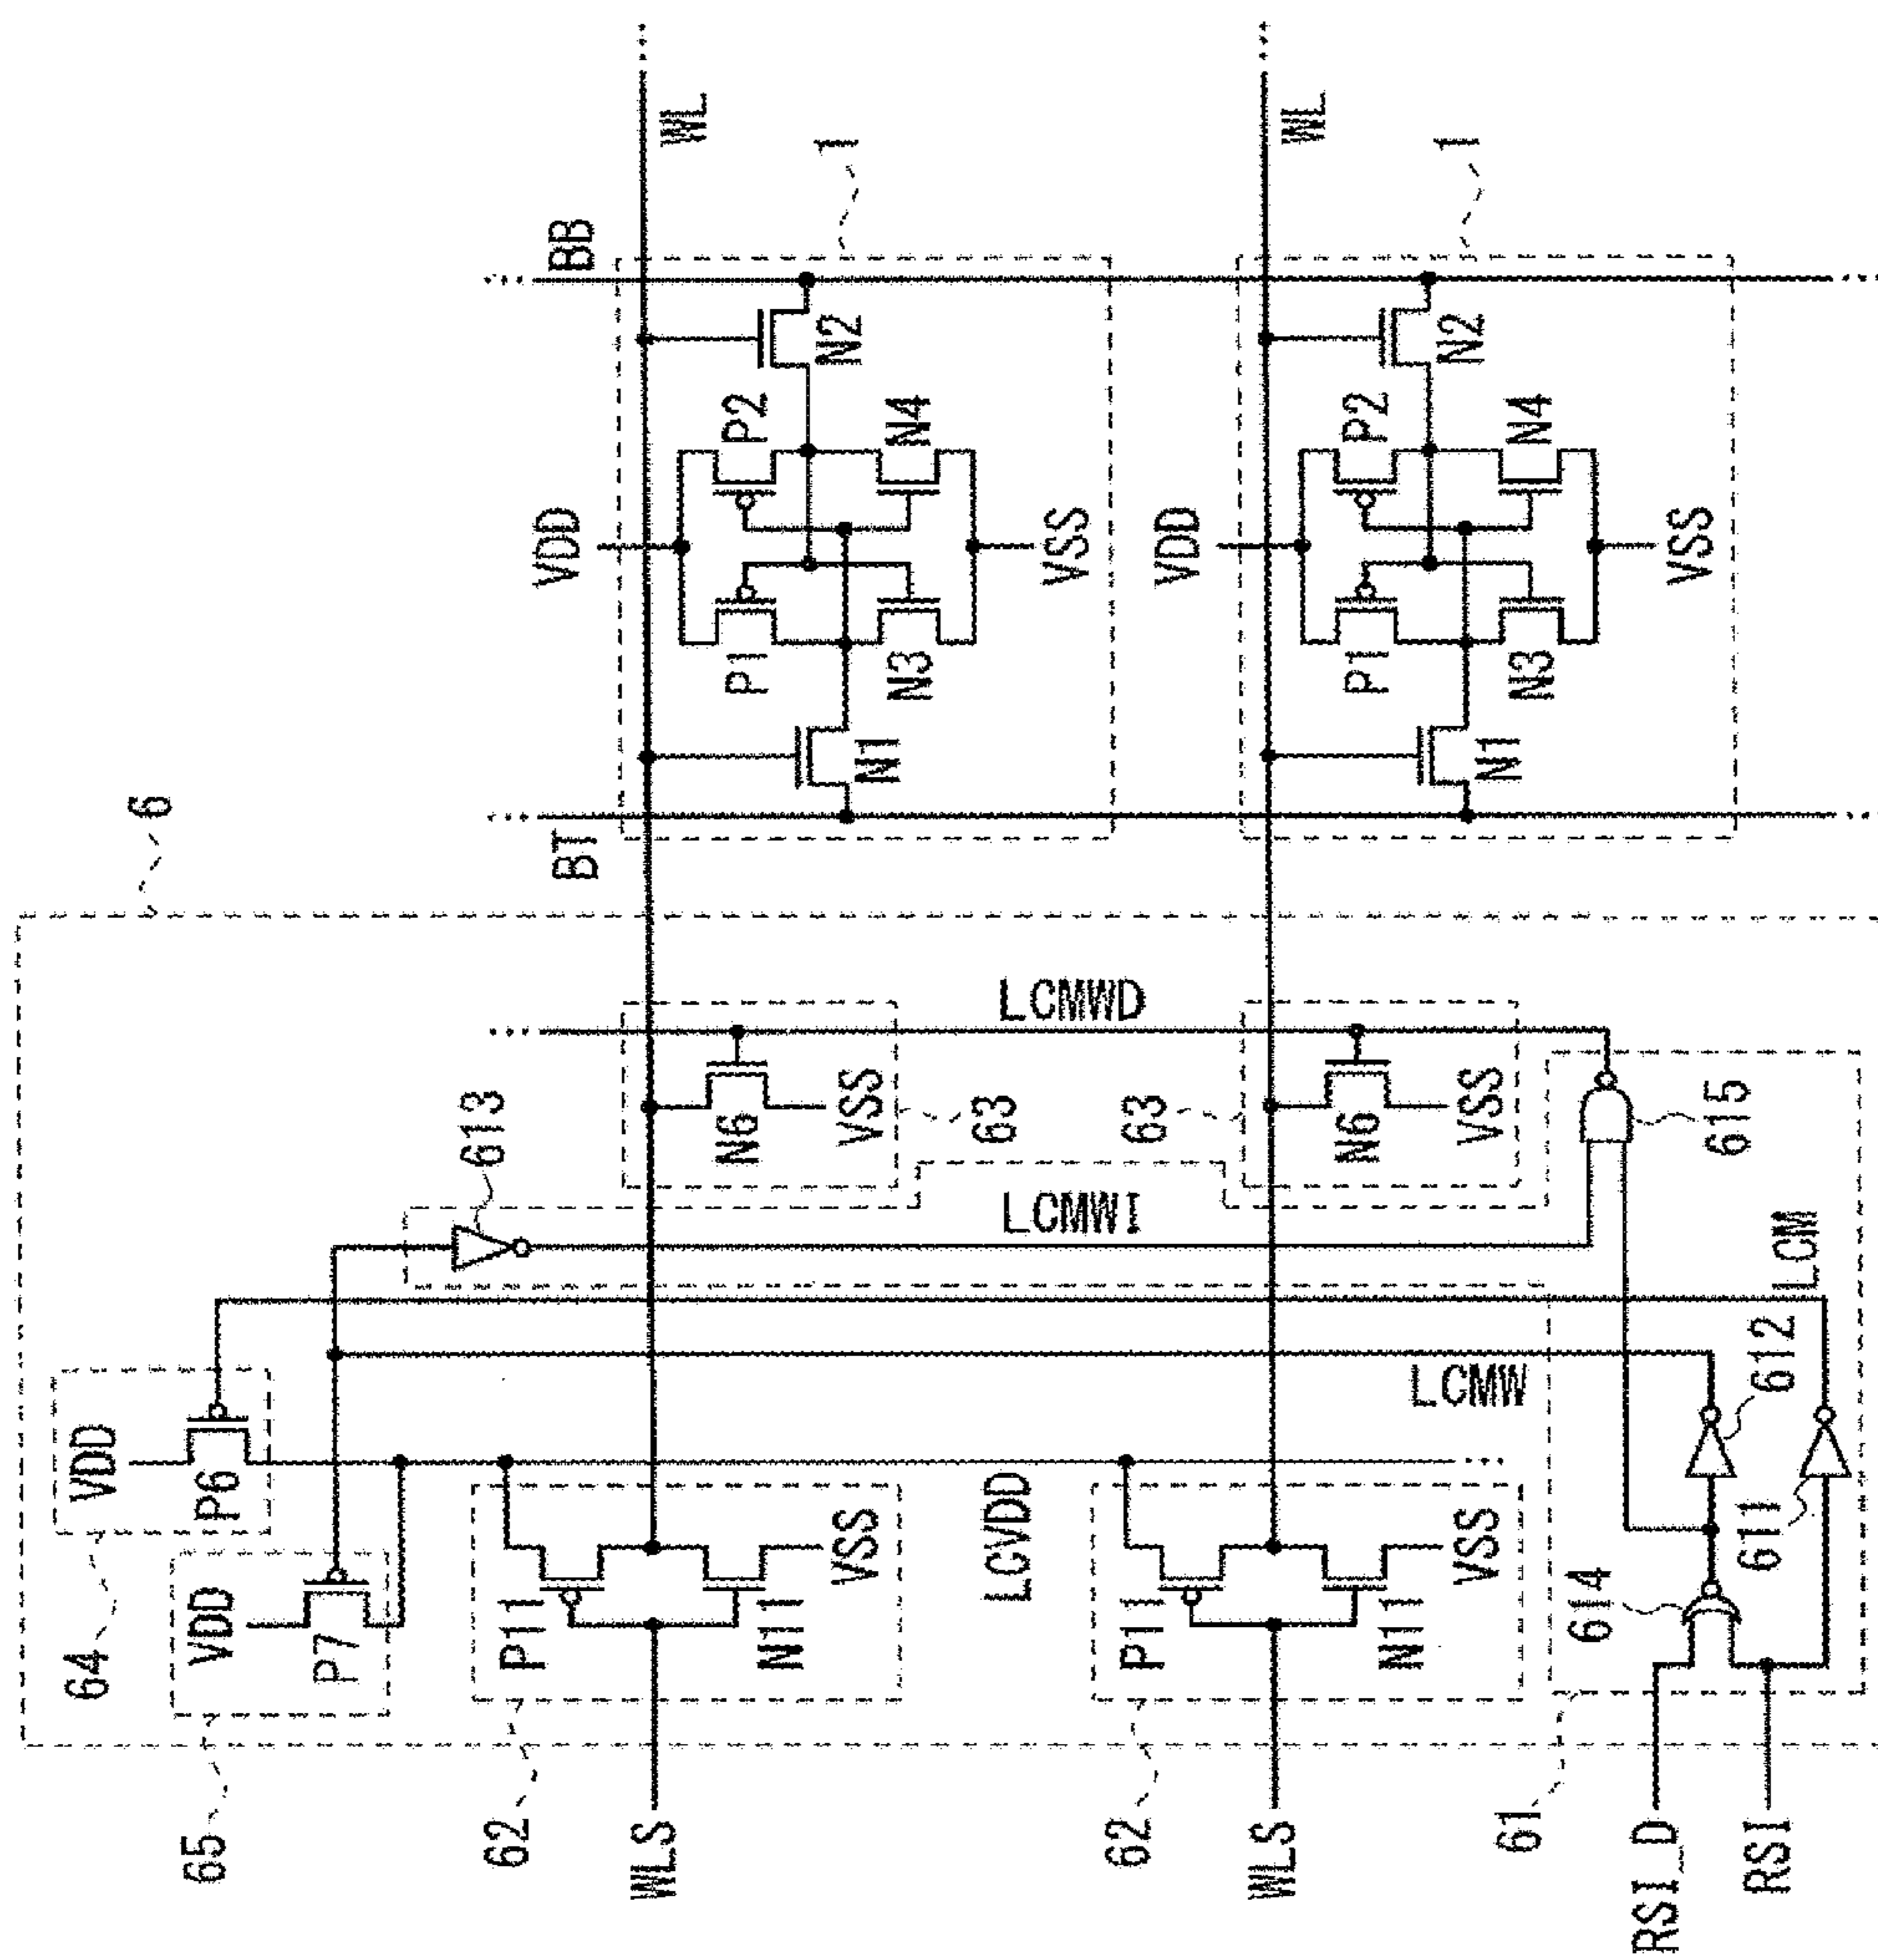 6
64
VDD
P6
65
VDD
P7
613
BT
BB
WL
1
VDD
P1
P2
N1
N2
N3
N4
VSS
62
P11
N11
VSS
WLS
N6
VSS
63
LCMWD
LCMWI
LCVDD
LCMW
LCM
WL
1
VDD
P1
P2
N1
N2
N3
N4
VSS
62
P11
N11
VSS
WLS
63
N6
VSS
61
614
611
612
615
RSI_D
RSI